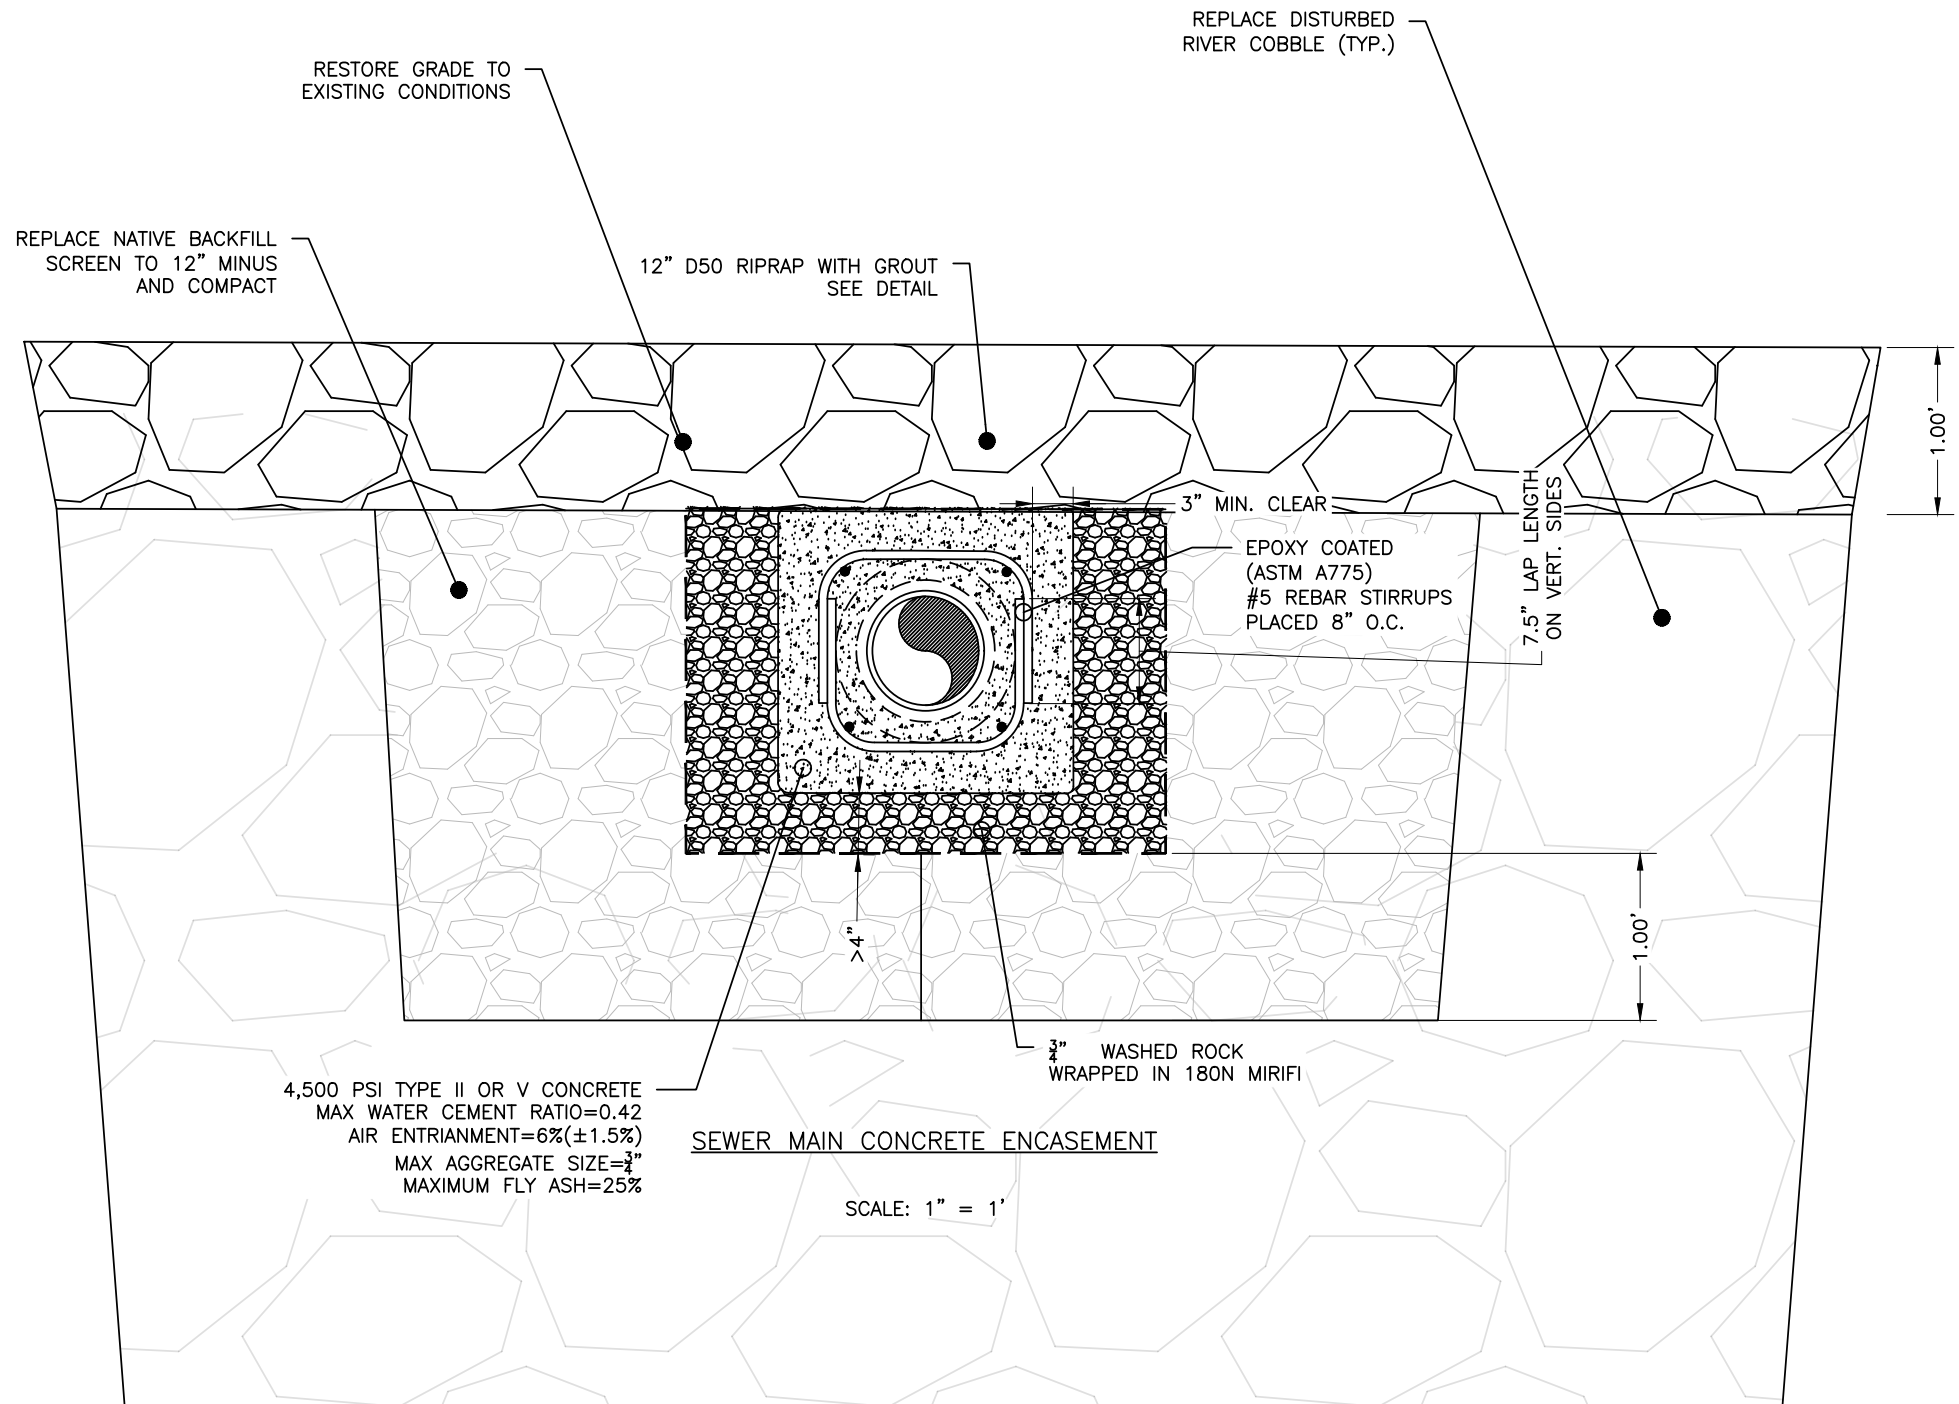 REPLACE DISTURBED
RIVER COBBLE (TYP.)
RESTORE GRADE TO
EXISTING CONDITIONS
REPLACE NATIVE BACKFILL
SCREEN TO 12" MINUS
AND COMPACT
12" D50 RIPRAP WITH GROUT
SEE DETAIL
1.00'
3" MIN. CLEAR
7.5" LAP LENGTH
ON VERT. SIDES
EPOXY COATED
(ASTM A775)
#5 REBAR STIRRUPS
PLACED 8" O.C.
>4"
1.00'
3/4" WASHED ROCK
WRAPPED IN 180N MIRIFI
4,500 PSI TYPE II OR V CONCRETE
MAX WATER CEMENT RATIO=0.42
AIR ENTRIANMENT=6%(±1.5%)
MAX AGGREGATE SIZE=3/4"
MAXIMUM FLY ASH=25%
SEWER MAIN CONCRETE ENCASEMENT
SCALE: 1" = 1'